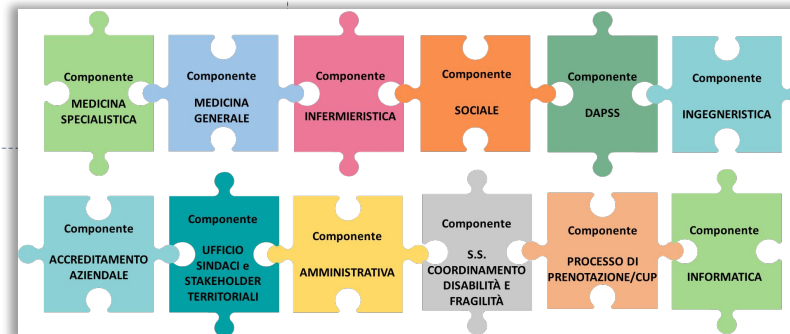 Componente
MEDICINA
SPECIALISTICA
Componente
MEDICINA
GENERALE
Componente
INFERMIERISTICA
Componente
SOCIALE
Componente
DAPSS
Componente
INGEGNERISTICA
Componente
ACCREDITAMENTO
AZIENDALE
Componente
UFFICIO
SINDACI e
STAKEHOLDER
TERRITORIALI
Componente
AMMINISTRATIVA
Componente
S.S.
COORDINAMENTO
DISABILITÀ E
FRAGILITÀ
Componente
PROCESSO DI
PRENOTAZIONE/CUP
Componente
INFORMATICA